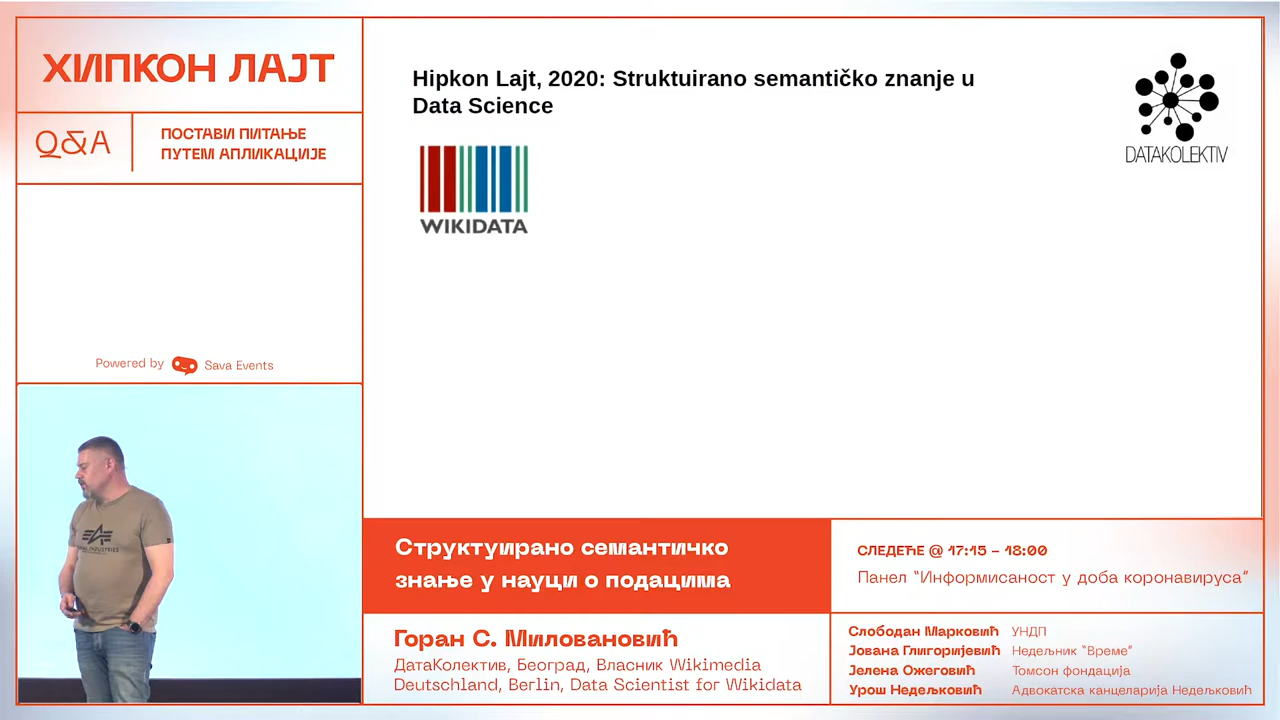 ХИПКОН ЛАЈТ
Q&A
ПОСТАВИ ПИТАЊЕ
ПУТЕМ АПЛИКАЦИЈЕ
Powered by Sava Events
Hipkon Lajt, 2020: Struktuirano semantičko znanje u
Data Science
WIKIDATA
DATAKOLEKTIV
Структуирано семантичко
знање у науци о подацима
Горан С. Миловановић
ДатаКолектив, Београд, Власник Wikimedia
Deutschland, Berlin, Data Scientist for Wikidata
СЛЕДЕЋЕ @ 17:15 – 18:00
Панел “Информисаност у доба коронавируса”
Слободан Марковић УНДП
Јована Глигоријевић Недељник “Време”
Јелена Ожеговић Томсон фондација
Урош Недељковић Адвокатска канцеларија Недељковић